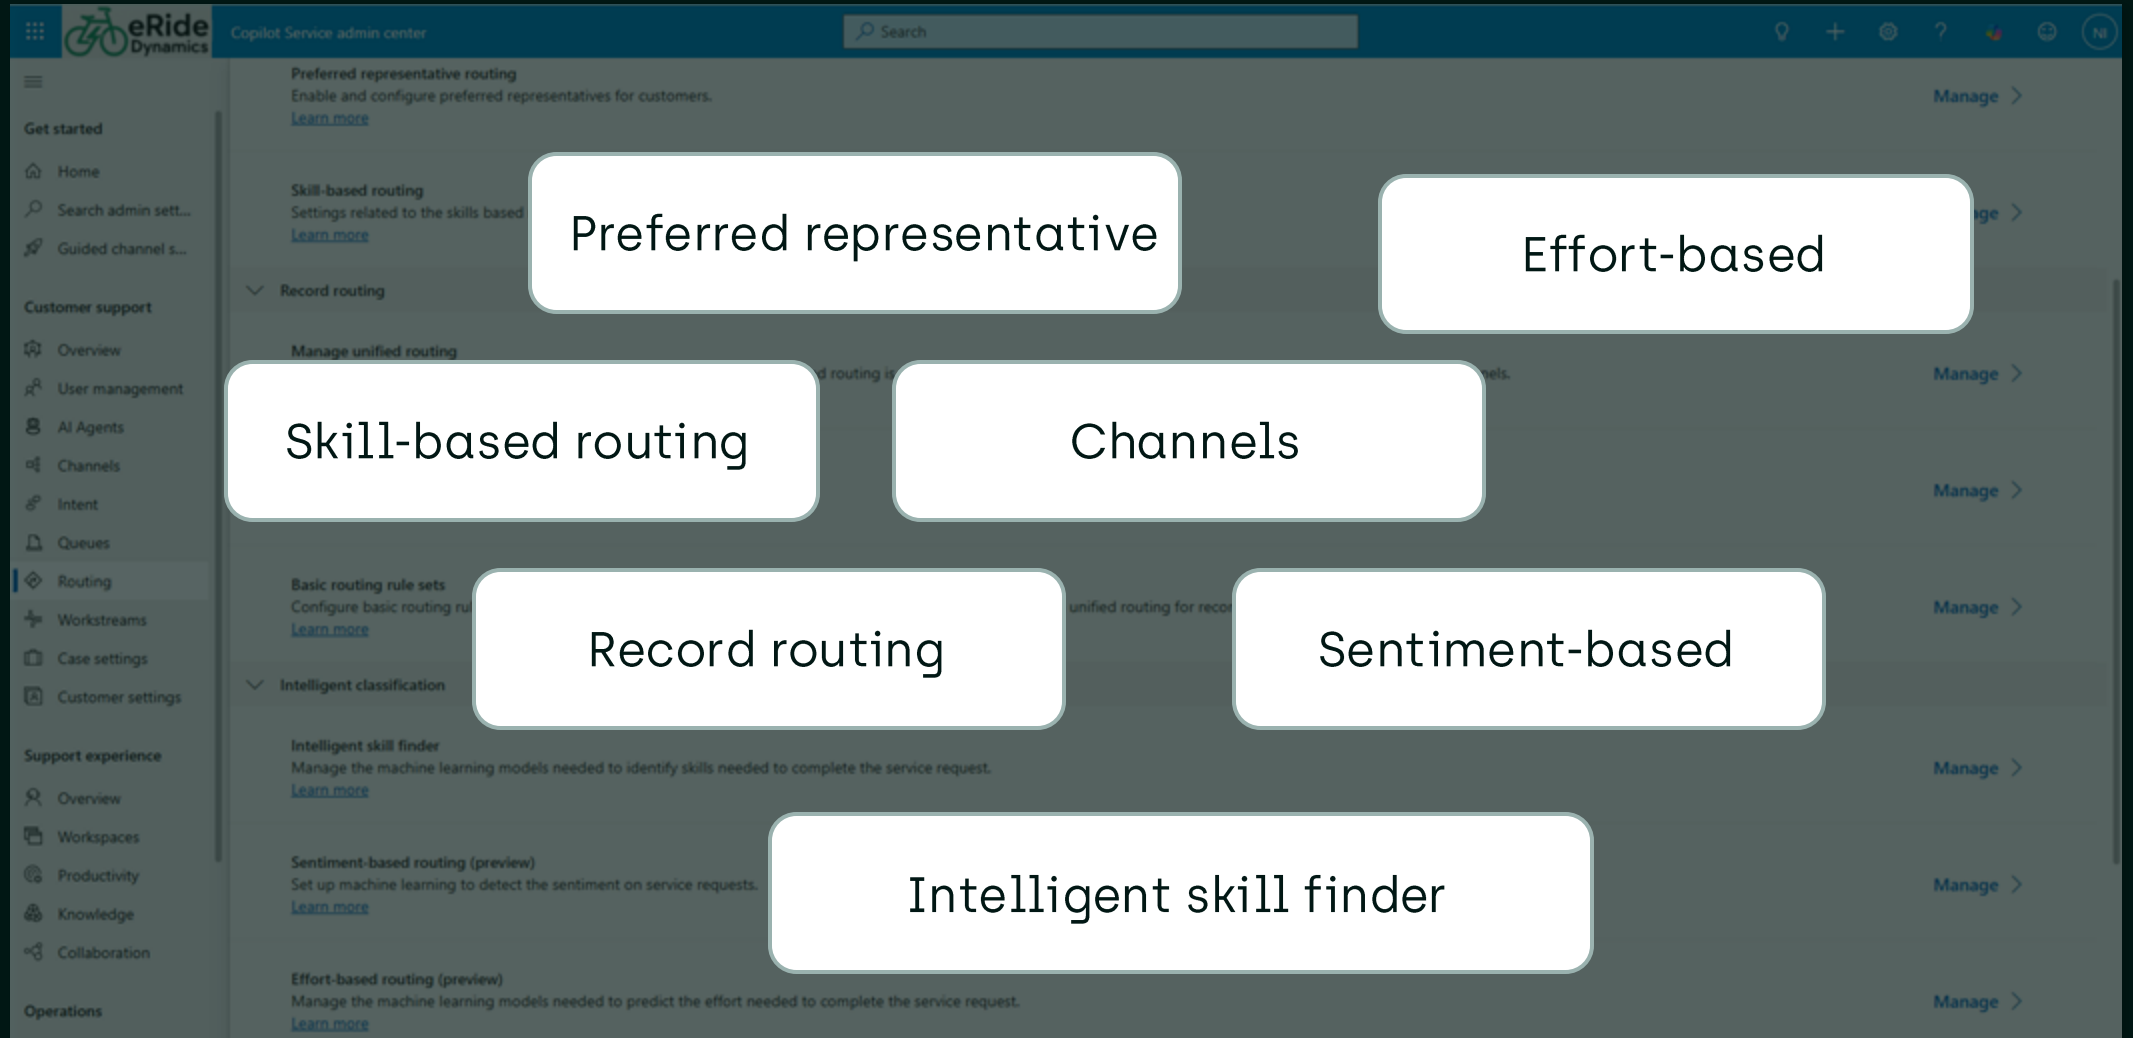 eRide
Dynamics
Copilot Service admin center
Search
NI
Get started
Home
Search admin sett...
Guided channel s...
Customer support
Overview
User management
AI Agents
Channels
Intent
Queues
Routing
Workstreams
Case settings
Customer settings
Support experience
Overview
Workspaces
Productivity
Knowledge
Collaboration
Operations
Preferred representative routing
Enable and configure preferred representatives for customers.
Learn more
Manage
Skill-based routing
Settings related to the skills based
Learn more
Preferred representative
Effort-based
Record routing
Manage unified routing
d routing is
Manage
Skill-based routing
Channels
Manage
Basic routing rule sets
Configure basic routing
unified routing for
Learn more
Manage
Record routing
Sentiment-based
Intelligent classification
Intelligent skill finder
Manage the machine learning models needed to identify skills needed to complete the service request.
Learn more
Manage
Sentiment-based routing (preview)
Set up machine learning to detect the sentiment on service requests.
Learn more
Manage
Intelligent skill finder
Effort-based routing (preview)
Manage the machine learning models needed to predict the effort needed to complete the service request.
Learn more
Manage